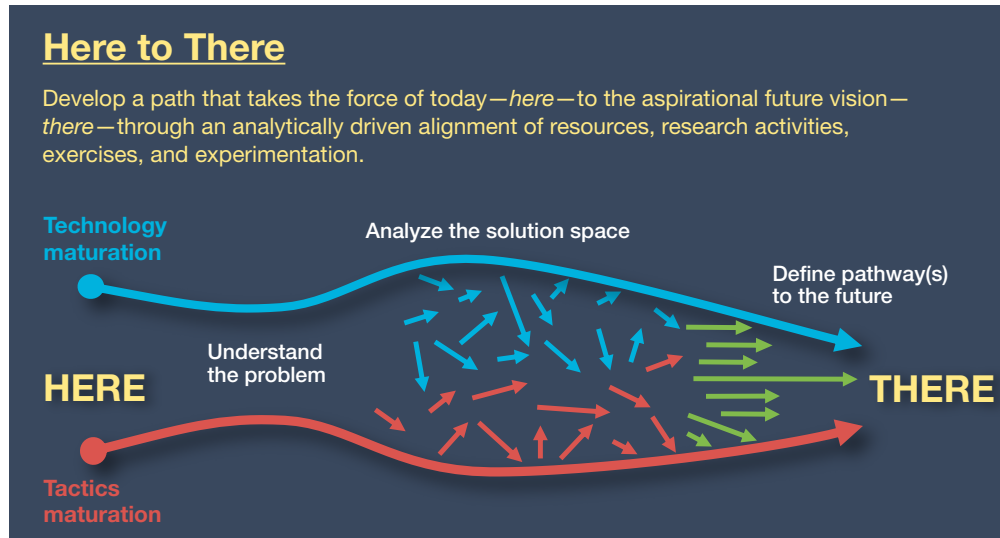 Here to There
Develop a path that takes the force of today—here—to the aspirational future vision—
there—through an analytically driven alignment of resources, research activities,
exercises, and experimentation.
Technology
maturation
Analyze the solution space
Define pathway(s)
to the future
Understand
the problem
HERE
THERE
Tactics
maturation